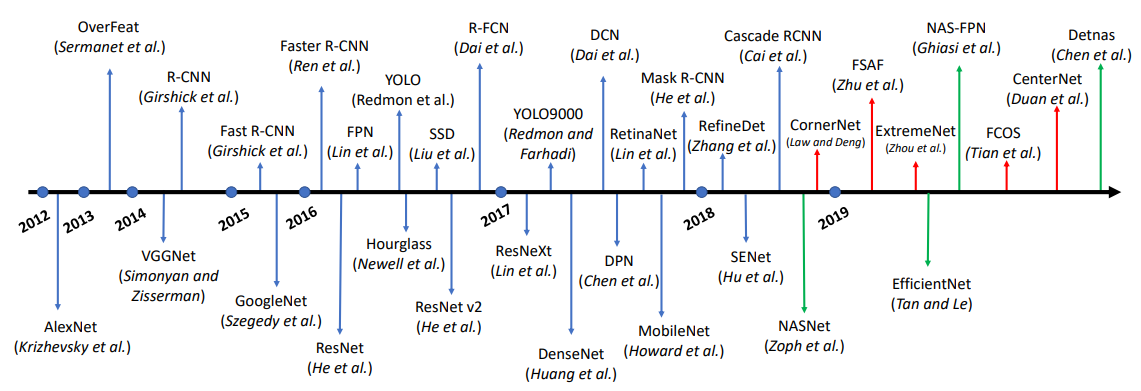 OverFeat
(Sermanet et al.)
R-CNN
(Girshick et al.)
Fast R-CNN
(Girshick et al.)
Faster R-CNN
(Ren et al.)
FPN
(Lin et al.)
YOLO
(Redmon et al.)
SSD
(Liu et al.)
R-FCN
(Dai et al.)
YOLO9000
(Redmon and
Farhadi)
DCN
(Dai et al.)
RetinaNet
(Lin et al.)
Mask R-CNN
(He et al.)
RefineDet
(Zhang et al.)
Cascade RCNN
(Cai et al.)
CornerNet
(Law and Deng)
FSAF
(Zhu et al.)
ExtremeNet
(Zhou et al.)
NAS-FPN
(Ghiasi et al.)
FCOS
(Tian et al.)
CenterNet
(Duan et al.)
Detnas
(Chen et al.)
2012
2013
2014
2015
2016
2017
2018
2019
AlexNet
(Krizhevsky et al.)
VGGNet
(Simonyan and
Zisserman)
GoogleNet
(Szegedy et al.)
ResNet
(He et al.)
Hourglass
(Newell et al.)
ResNet v2
(He et al.)
ResNeXt
(Lin et al.)
DenseNet
(Huang et al.)
DPN
(Chen et al.)
MobileNet
(Howard et al.)
SENet
(Hu et al.)
NASNet
(Zoph et al.)
EfficientNet
(Tan and Le)